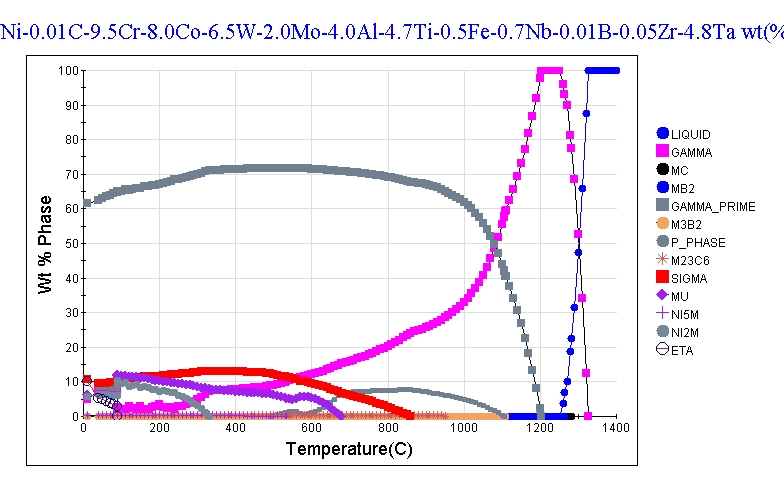 Ni-0.01C-9.5Cr-8.0Co-6.5W-2.0Mo-4.0Al-4.7Ti-0.5Fe-0.7Nb-0.01B-0.05Zr-4.8Ta wt(%
100
90
80
70
60
50
40
30
20
10
0
Wt % Phase
0 200 400 600 800 1000 1200 1400
Temperature(C)
LIQUID
GAMMA
MC
MB2
GAMMA_PRIME
M3B2
P_PHASE
M23C6
SIGMA
MU
NI5M
NI2M
ETA